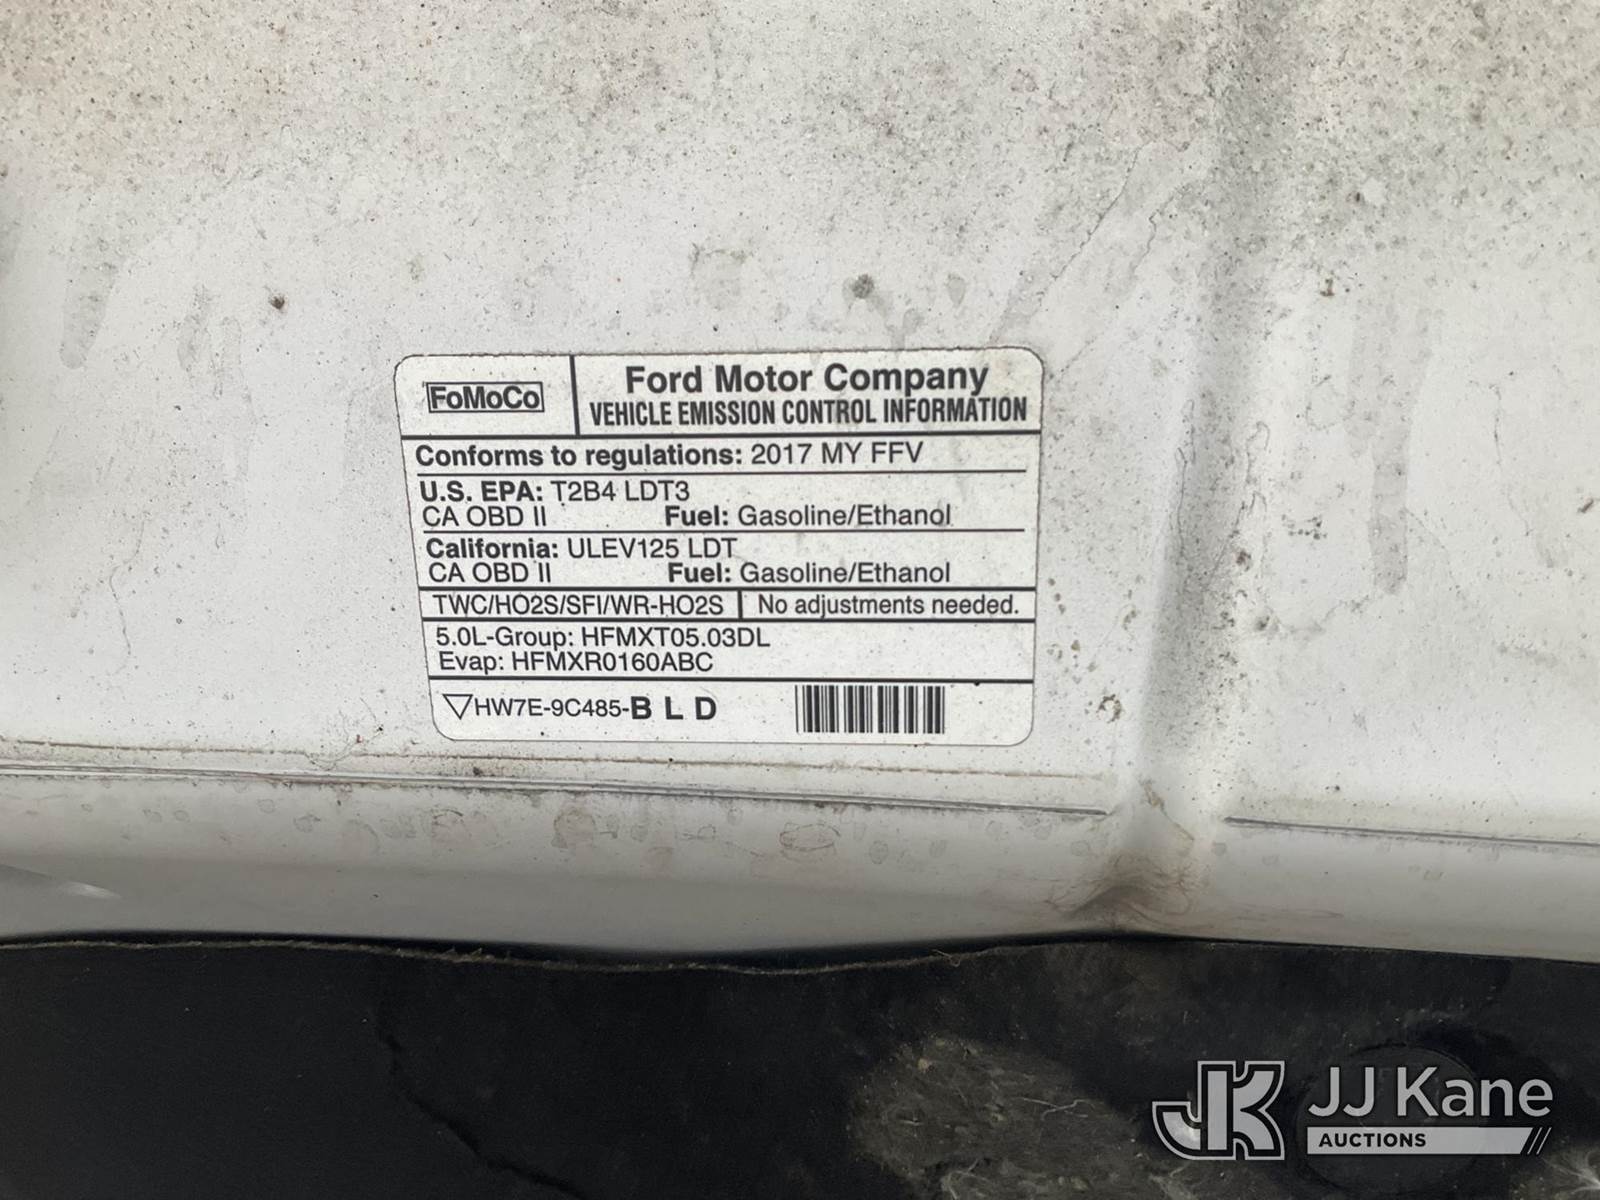 FoMoCo
Ford Motor Company
VEHICLE EMISSION CONTROL INFORMATION
Conforms to regulations: 2017 MY FFV
U.S. EPA: T2B4 LDT3
CA OBD II Fuel: Gasoline/Ethanol
California: ULEV125 LDT
CA OBD II Fuel: Gasoline/Ethanol
TWC/HO2S/SFI/WR-HO2S No adjustments needed.
5.0L-Group: HFMXT05.03DL
Evap: HFMXR0160ABC
HW7E-9C485-B L D
JK JJ Kane
AUCTIONS